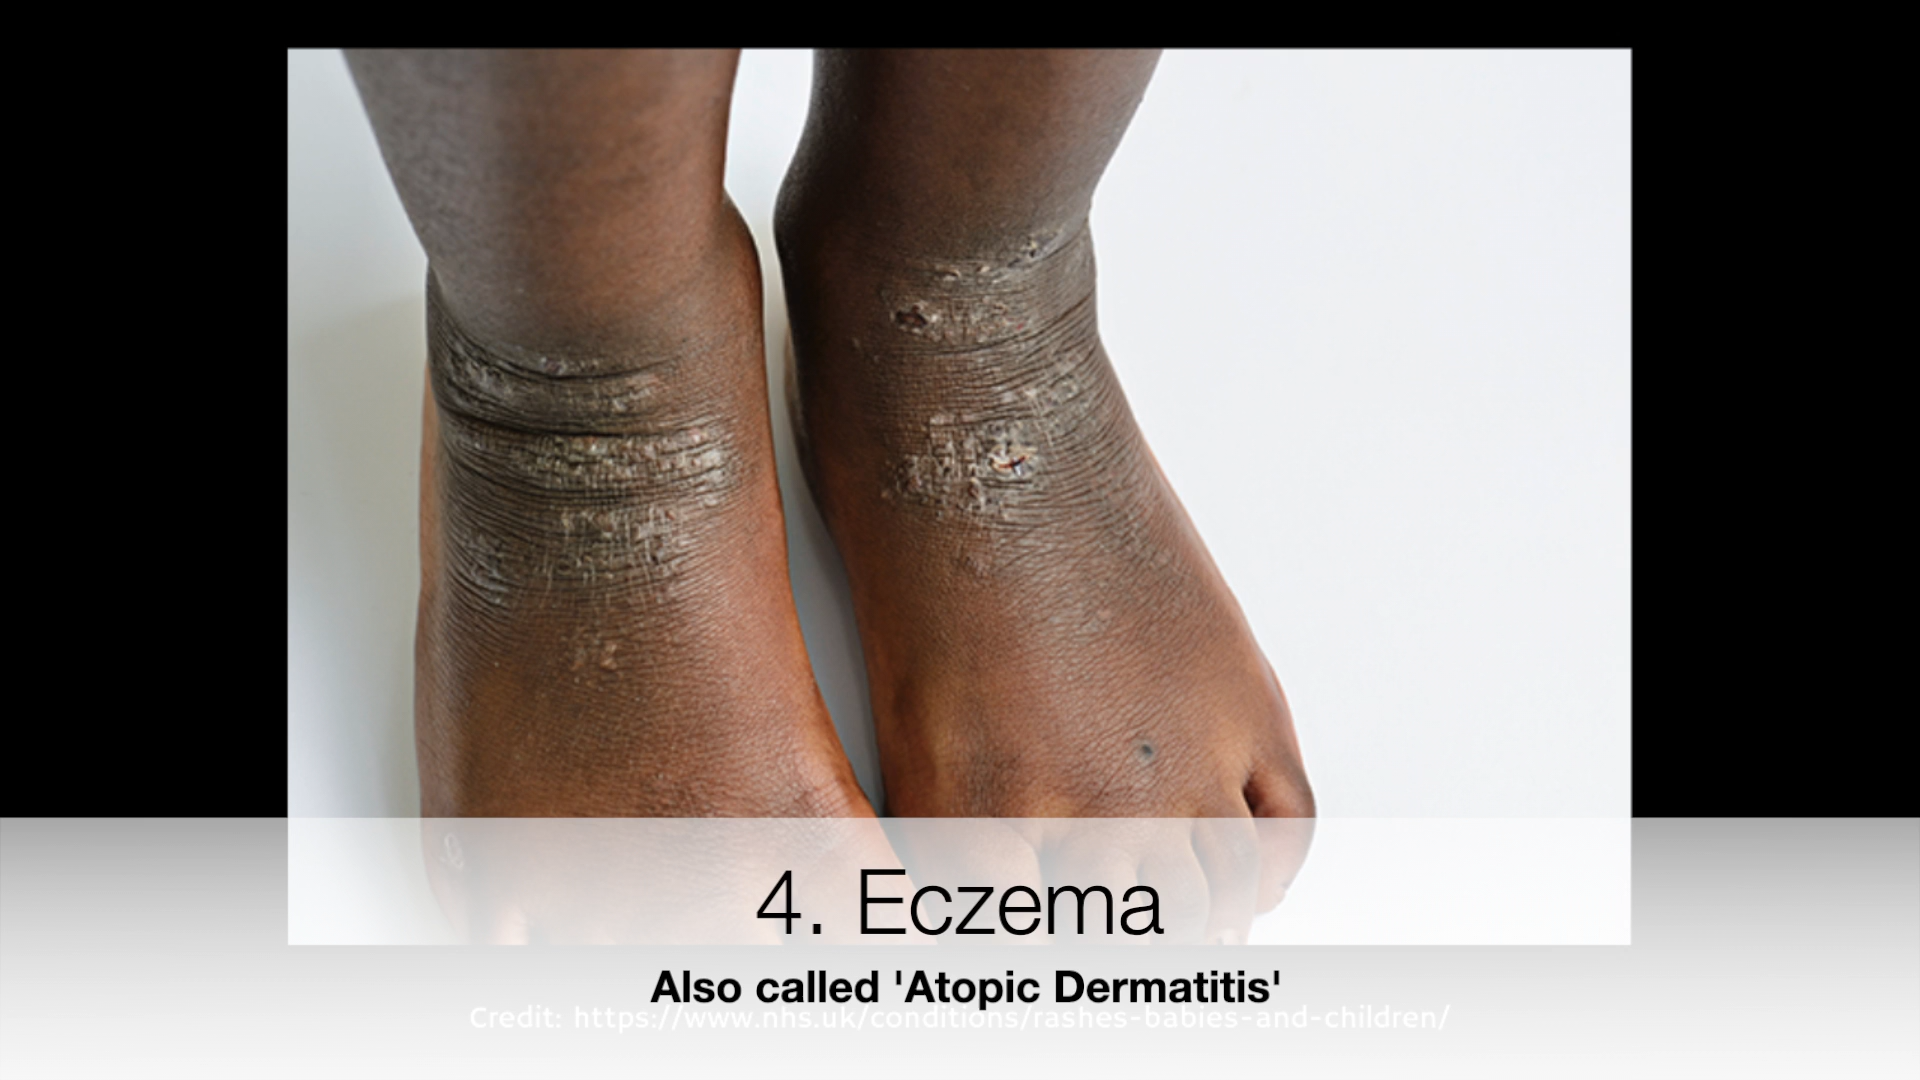 4. Eczema
Also called 'Atopic Dermatitis'
Credit: https://www.nhs.uk/conditions/rashes-babies-and-children/